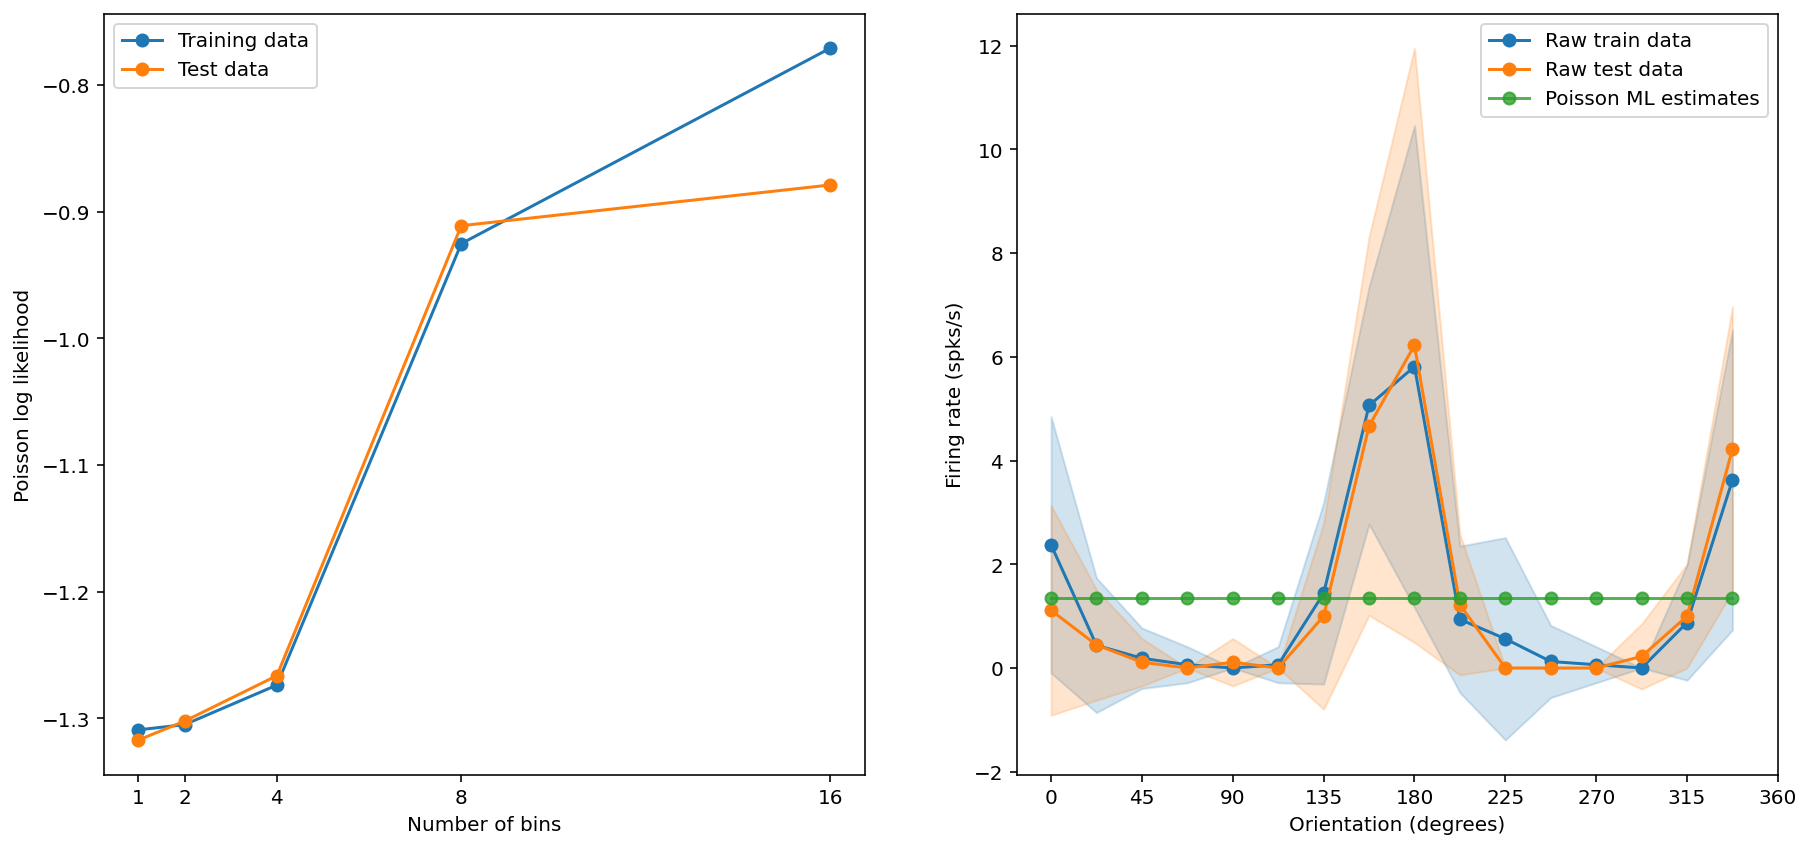 Training data
Test data
−0.8
−0.9
−1.0
−1.1
−1.2
−1.3
Poisson log likelihood
1 2 4 8 16
Number of bins
Raw train data
Raw test data
Poisson ML estimates
12
10
8
6
4
2
0
−2
Firing rate (spks/s)
0 45 90 135 180 225 270 315 360
Orientation (degrees)